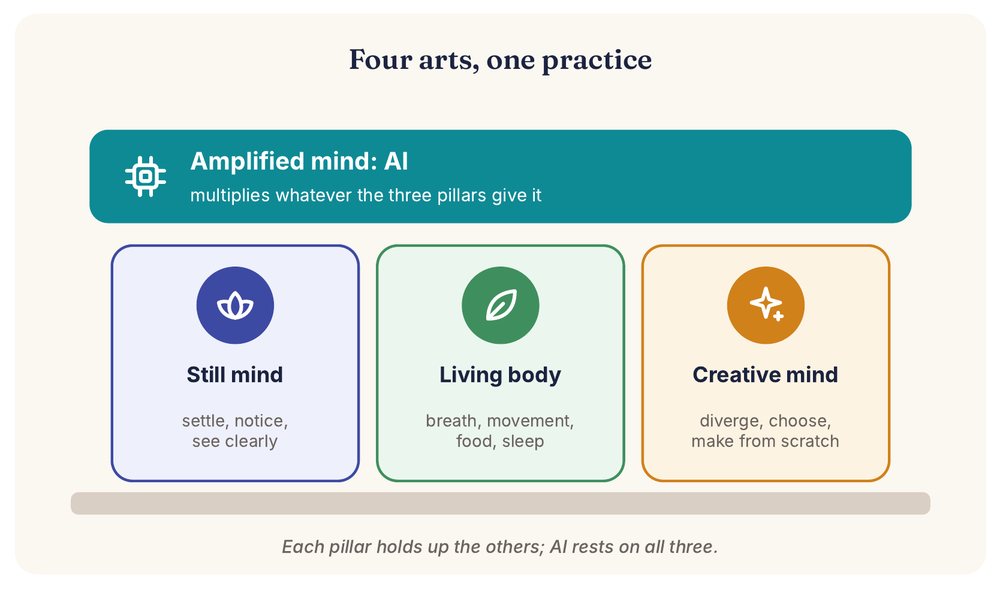 Four arts, one practice
Amplified mind: AI
multiplies whatever the three pillars give it
Still mind
settle, notice,
see clearly
Living body
breath, movement,
food, sleep
Creative mind
diverge, choose,
make from scratch
Each pillar holds up the others; AI rests on all three.